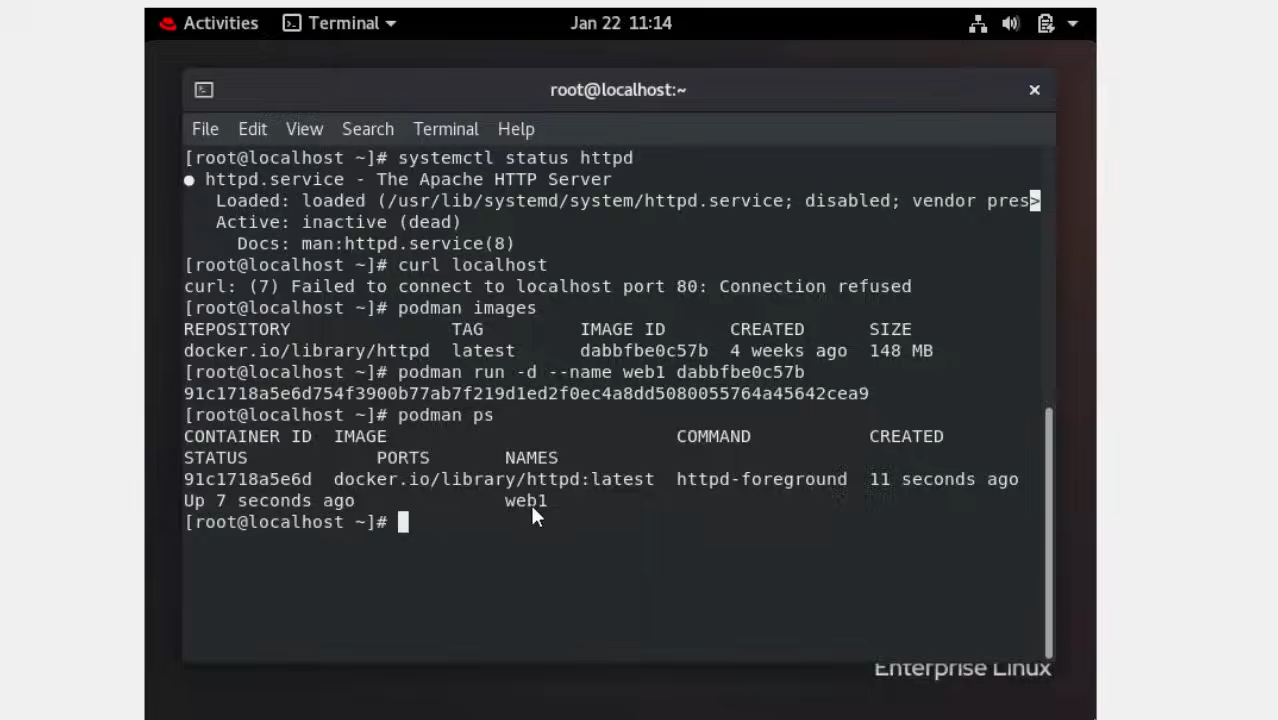 Activities Terminal Jan 22 11:14
root@localhost:~ ×
File Edit View Search Terminal Help
[root@localhost ~]# systemctl status httpd
● httpd.service - The Apache HTTP Server
   Loaded: loaded (/usr/lib/systemd/system/httpd.service; disabled; vendor pres>
   Active: inactive (dead)
     Docs: man:httpd.service(8)
[root@localhost ~]# curl localhost
curl: (7) Failed to connect to localhost port 80: Connection refused
[root@localhost ~]# podman images
REPOSITORY               TAG         IMAGE ID      CREATED      SIZE
docker.io/library/httpd  latest      dabbfbe0c57b  4 weeks ago  148 MB
[root@localhost ~]# podman run -d --name web1 dabbfbe0c57b
91c1718a5e6d754f3900b77ab7f219d1ed2f0ec4a8dd5080055764a45642cea9
[root@localhost ~]# podman ps
CONTAINER ID  IMAGE                           COMMAND           CREATED
STATUS            PORTS       NAMES
91c1718a5e6d  docker.io/library/httpd:latest  httpd-foreground  11 seconds ago
Up 7 seconds ago              web1
[root@localhost ~]#
Enterprise Linux